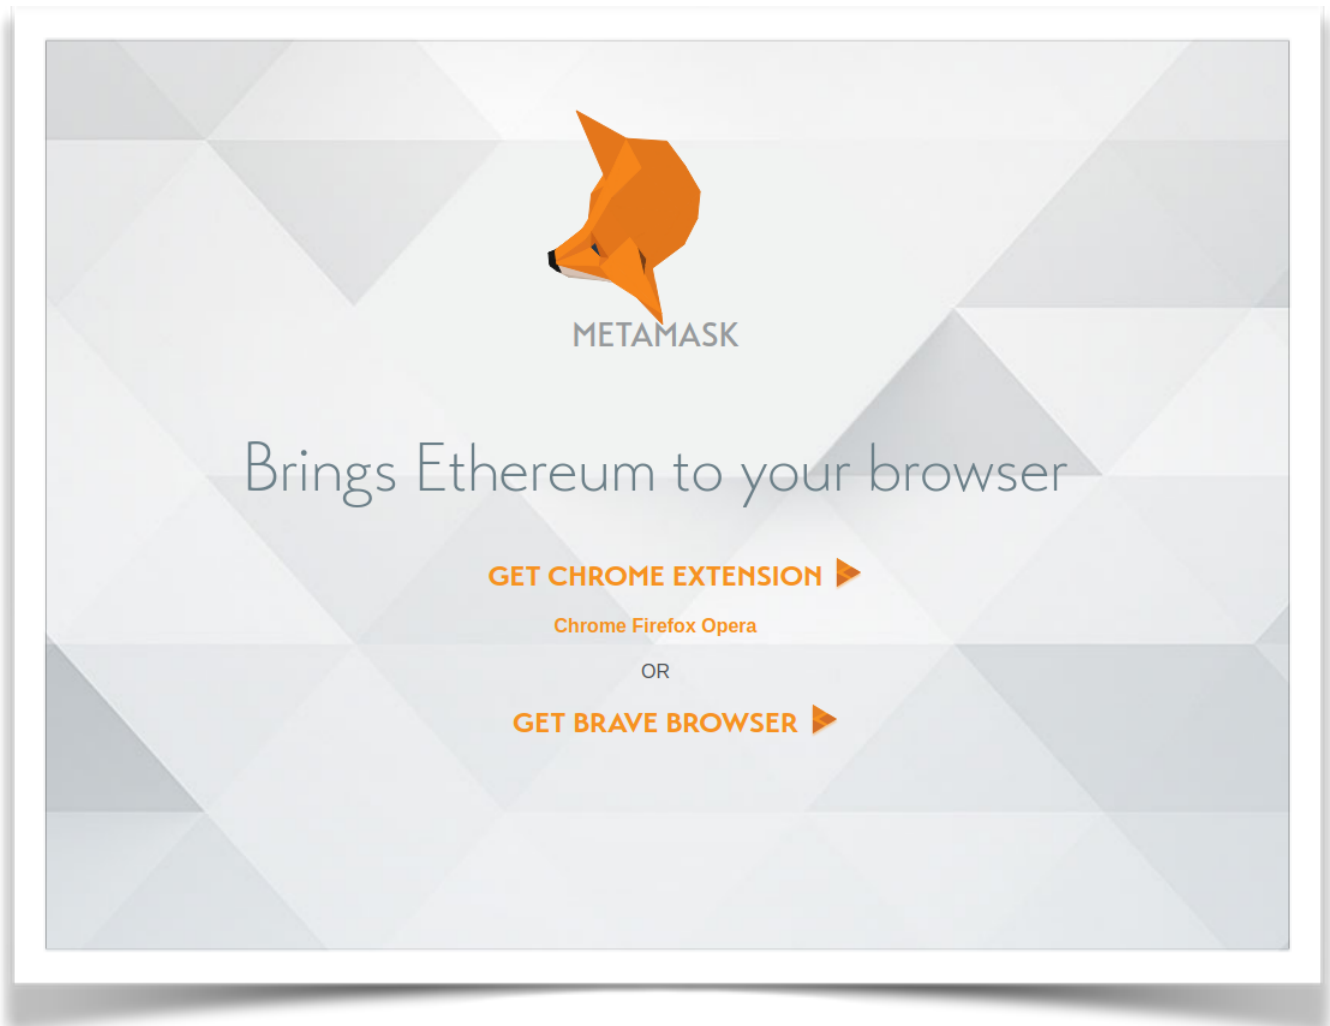 METAMASK
Brings Ethereum to your browser
GET CHROME EXTENSION
Chrome Firefox Opera
OR
GET BRAVE BROWSER